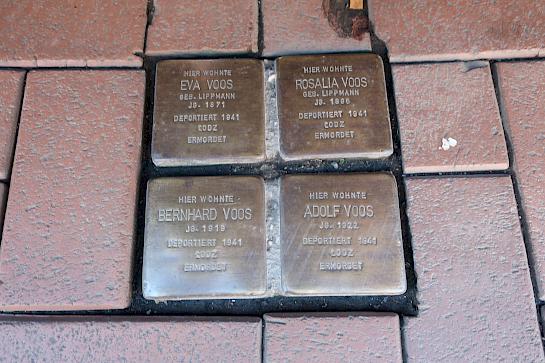 HIER WOHNTE
EVA VOOS
GEB. LIPPMANN
JG. 1871
DEPORTIERT 1941
ŁODZ
ERMORDET
HIER WOHNTE
ROSALIA VOOS
GEB. LIPPMANN
JG. 1896
DEPORTIERT 1941
ŁODZ
ERMORDET
HIER WOHNTE
BERNHARD VOOS
JG. 1919
DEPORTIERT 1941
ŁODZ
ERMORDET
HIER WOHNTE
ADOLF VOOS
JG. 1922
DEPORTIERT 1941
ŁODZ
ERMORDET